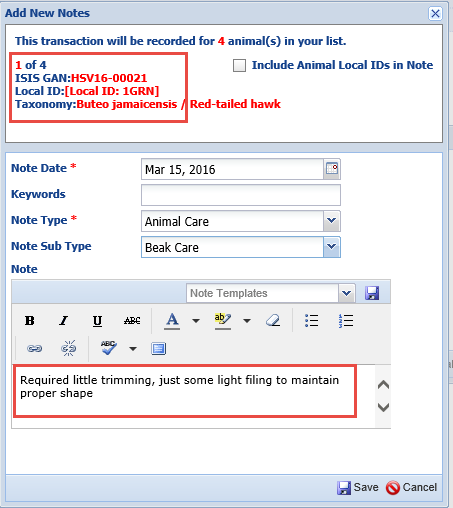 Add New Notes
This transaction will be recorded for 4 animal(s) in your list.
1 of 4
ISIS GAN:HSV16-00021
Local ID:[Local ID: 1GRN]
Taxonomy:Buteo jamaicensis / Red-tailed hawk
Include Animal Local IDs in Note
Note Date *
Mar 15, 2016
Keywords
Note Type *
Animal Care
Note Sub Type
Beak Care
Note
Note Templates
B I U ABC A ab
ABC
Required little trimming, just some light filing to maintain
proper shape
Save Cancel